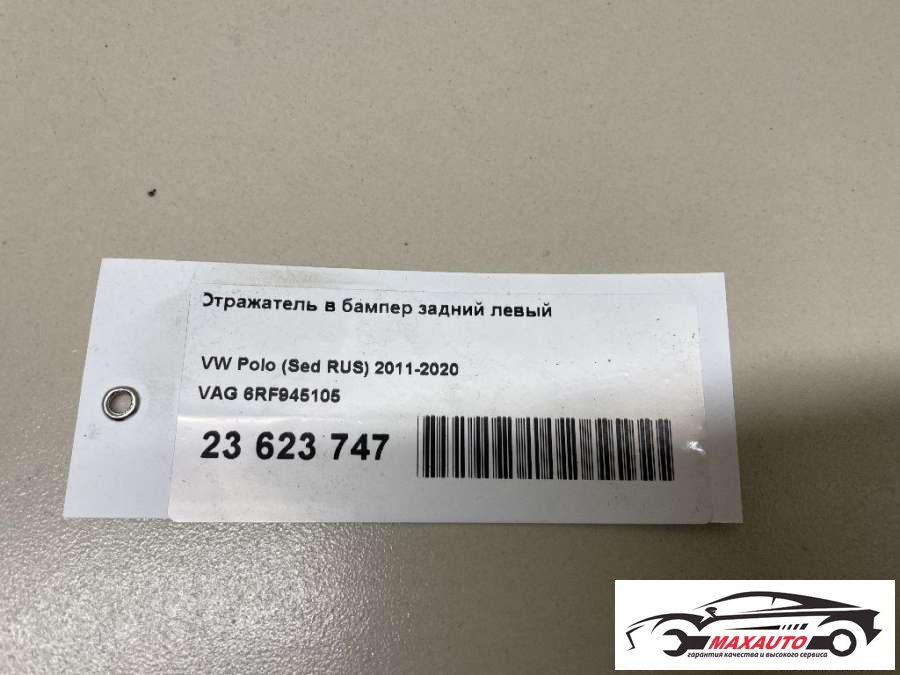 Отражатель в бампер задний левый
VW Polo (Sed RUS) 2011-2020
VAG 6RF945105
23 623 747
MAXAUTO
гарантия качества и высокого сервиса